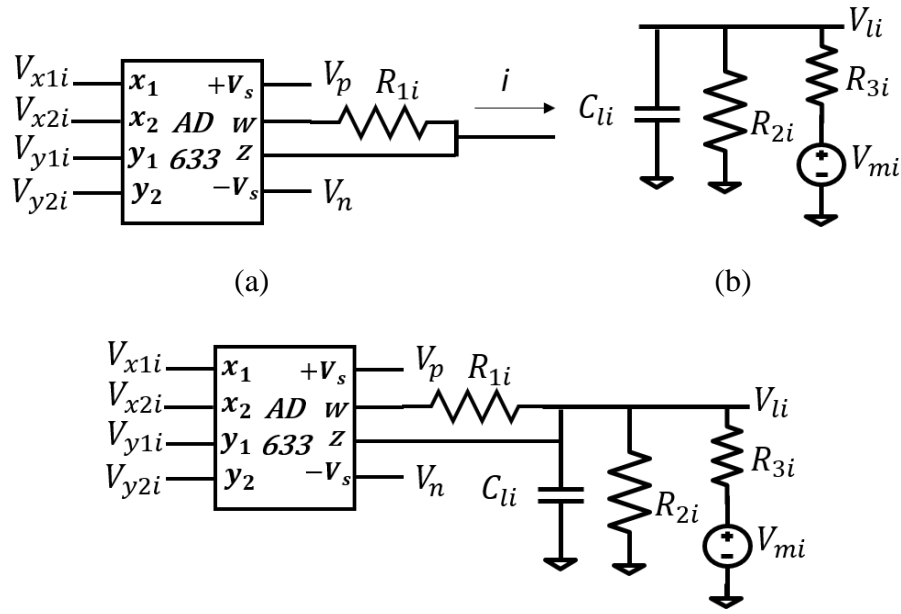 V_{x1i} x_1 +V_s V_p R_{1i} i
V_{x2i} x_2 AD W
V_{y1i} y_1 633 Z
V_{y2i} y_2 -V_s V_n
(a)
V_{li}
C_{li} R_{2i} R_{3i}
V_{mi}
(b)
V_{x1i} x_1 +V_s V_p R_{1i}
V_{x2i} x_2 AD W V_{li}
V_{y1i} y_1 633 Z
V_{y2i} y_2 -V_s V_n C_{li} R_{2i} R_{3i}
V_{mi}